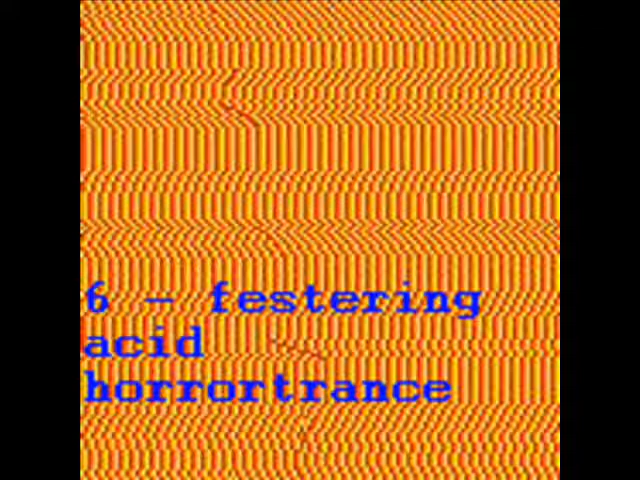 6 – festering
acid
horrortrance